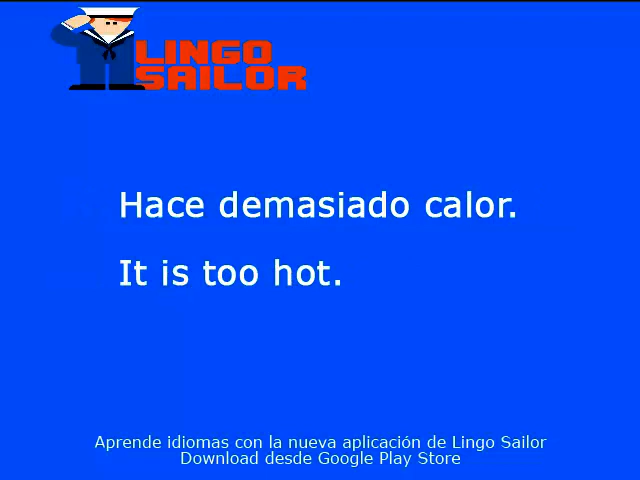 LINGO
SAILOR
Hace demasiado calor.
It is too hot.
Aprende idiomas con la nueva aplicación de Lingo Sailor
Download desde Google Play Store